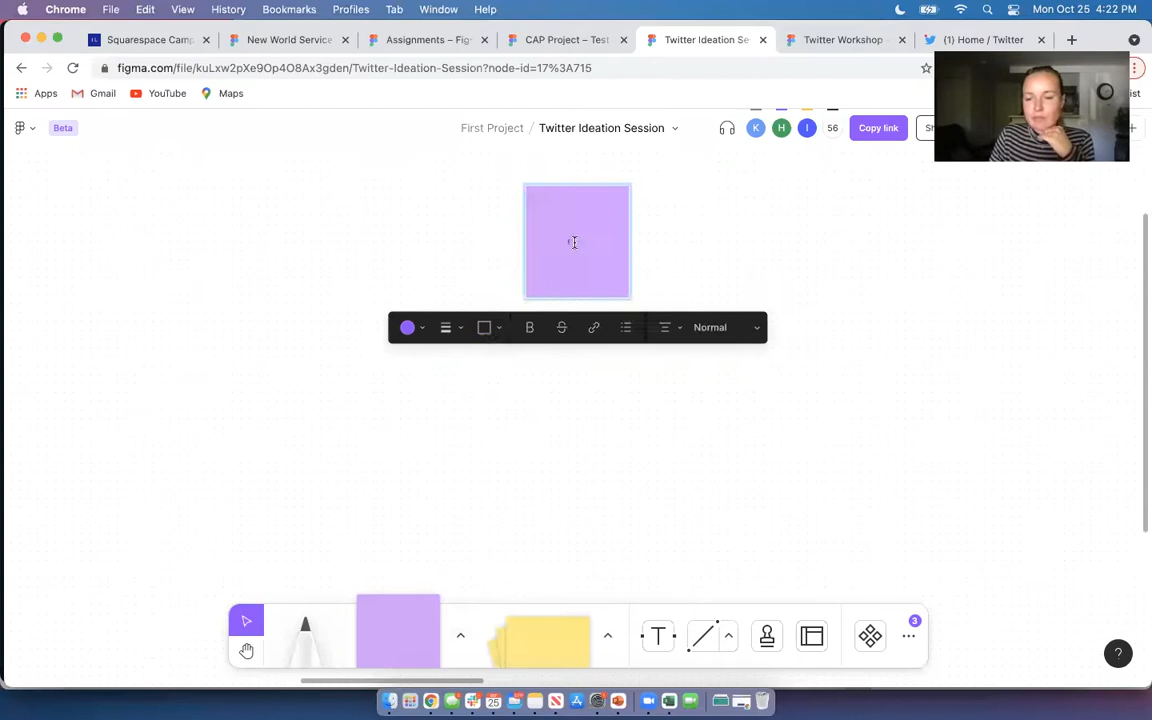 Chrome File Edit View History Bookmarks Profiles Tab Window Help Mon Oct 25 4:22 PM
Squarespace Cam New World Service Assignments – Fig CAP Project – Test Twitter Ideation Se Twitter Workshop (1) Home / Twitter
figma.com/file/kuLxw2pXe9Op4O8Ax3gden/Twitter-Ideation-Session?node-id=17%3A715
Apps Gmail YouTube Maps ist
Beta First Project / Twitter Ideation Session K H I 56 Copy link Sh
B S Normal
T 3
?